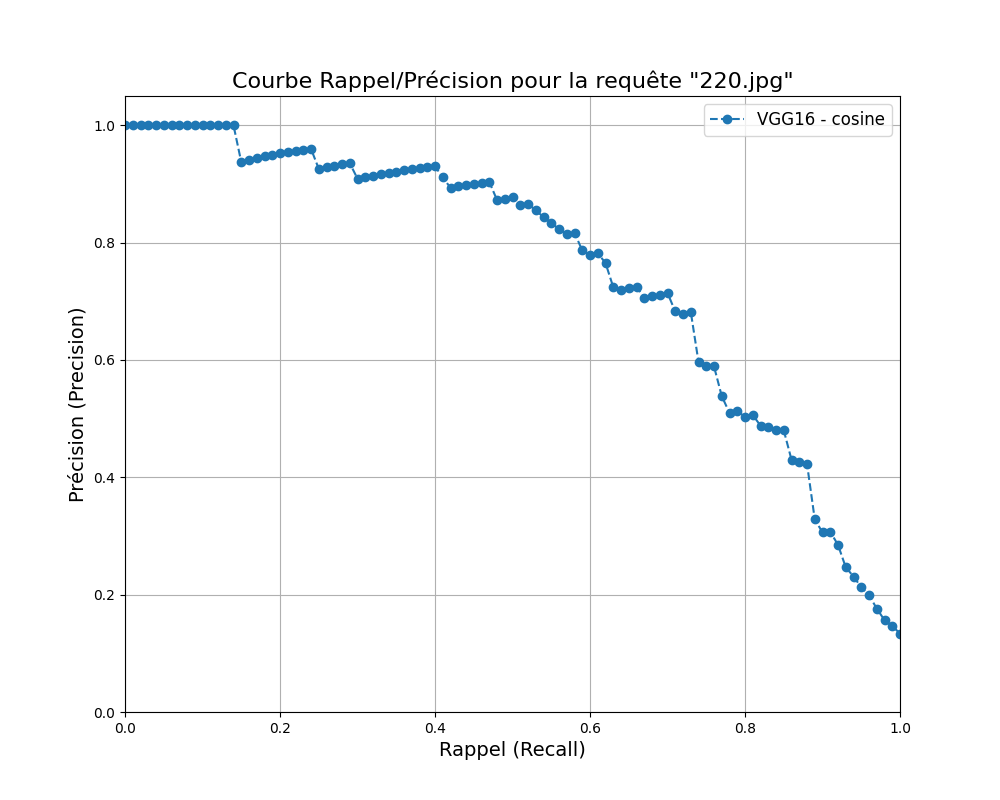 Courbe Rappel/Précision pour la requête "220.jpg"
VGG16 - cosine
1.0
0.8
0.6
0.4
0.2
0.0
Précision (Precision)
0.0 0.2 0.4 0.6 0.8 1.0
Rappel (Recall)